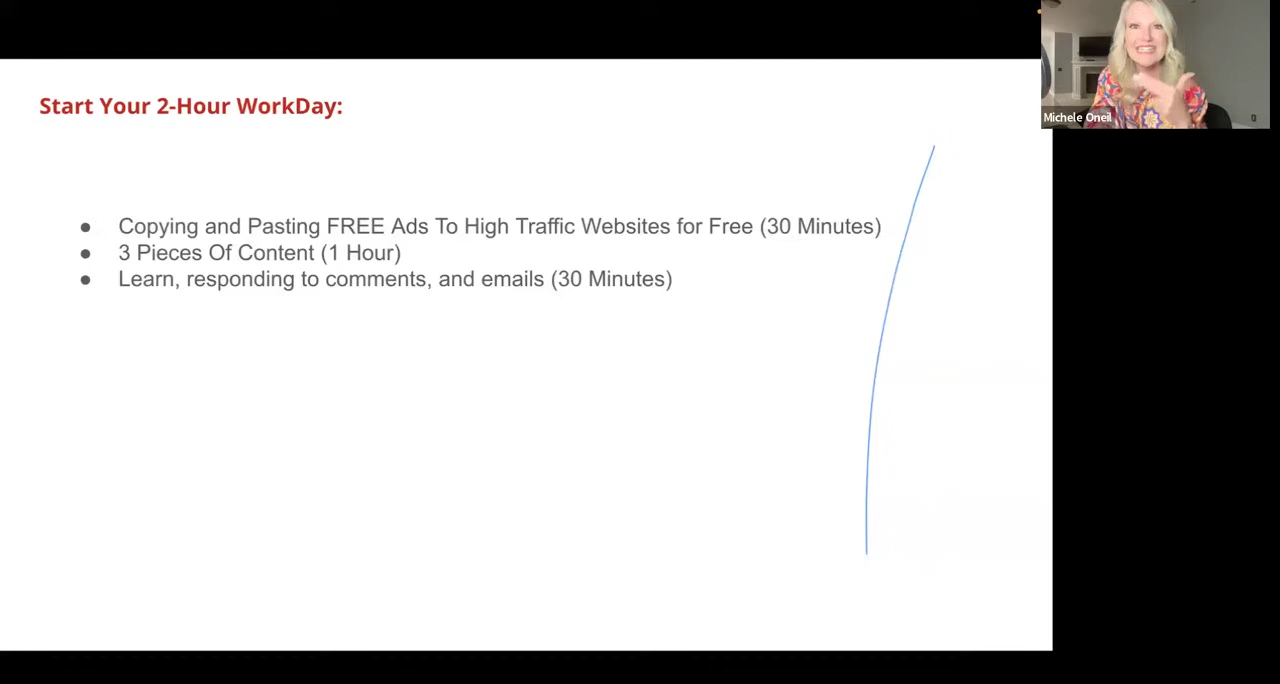 Start Your 2-Hour WorkDay:
● Copying and Pasting FREE Ads To High Traffic Websites for Free (30 Minutes)
● 3 Pieces Of Content (1 Hour)
● Learn, responding to comments, and emails (30 Minutes)
Michele Oneil